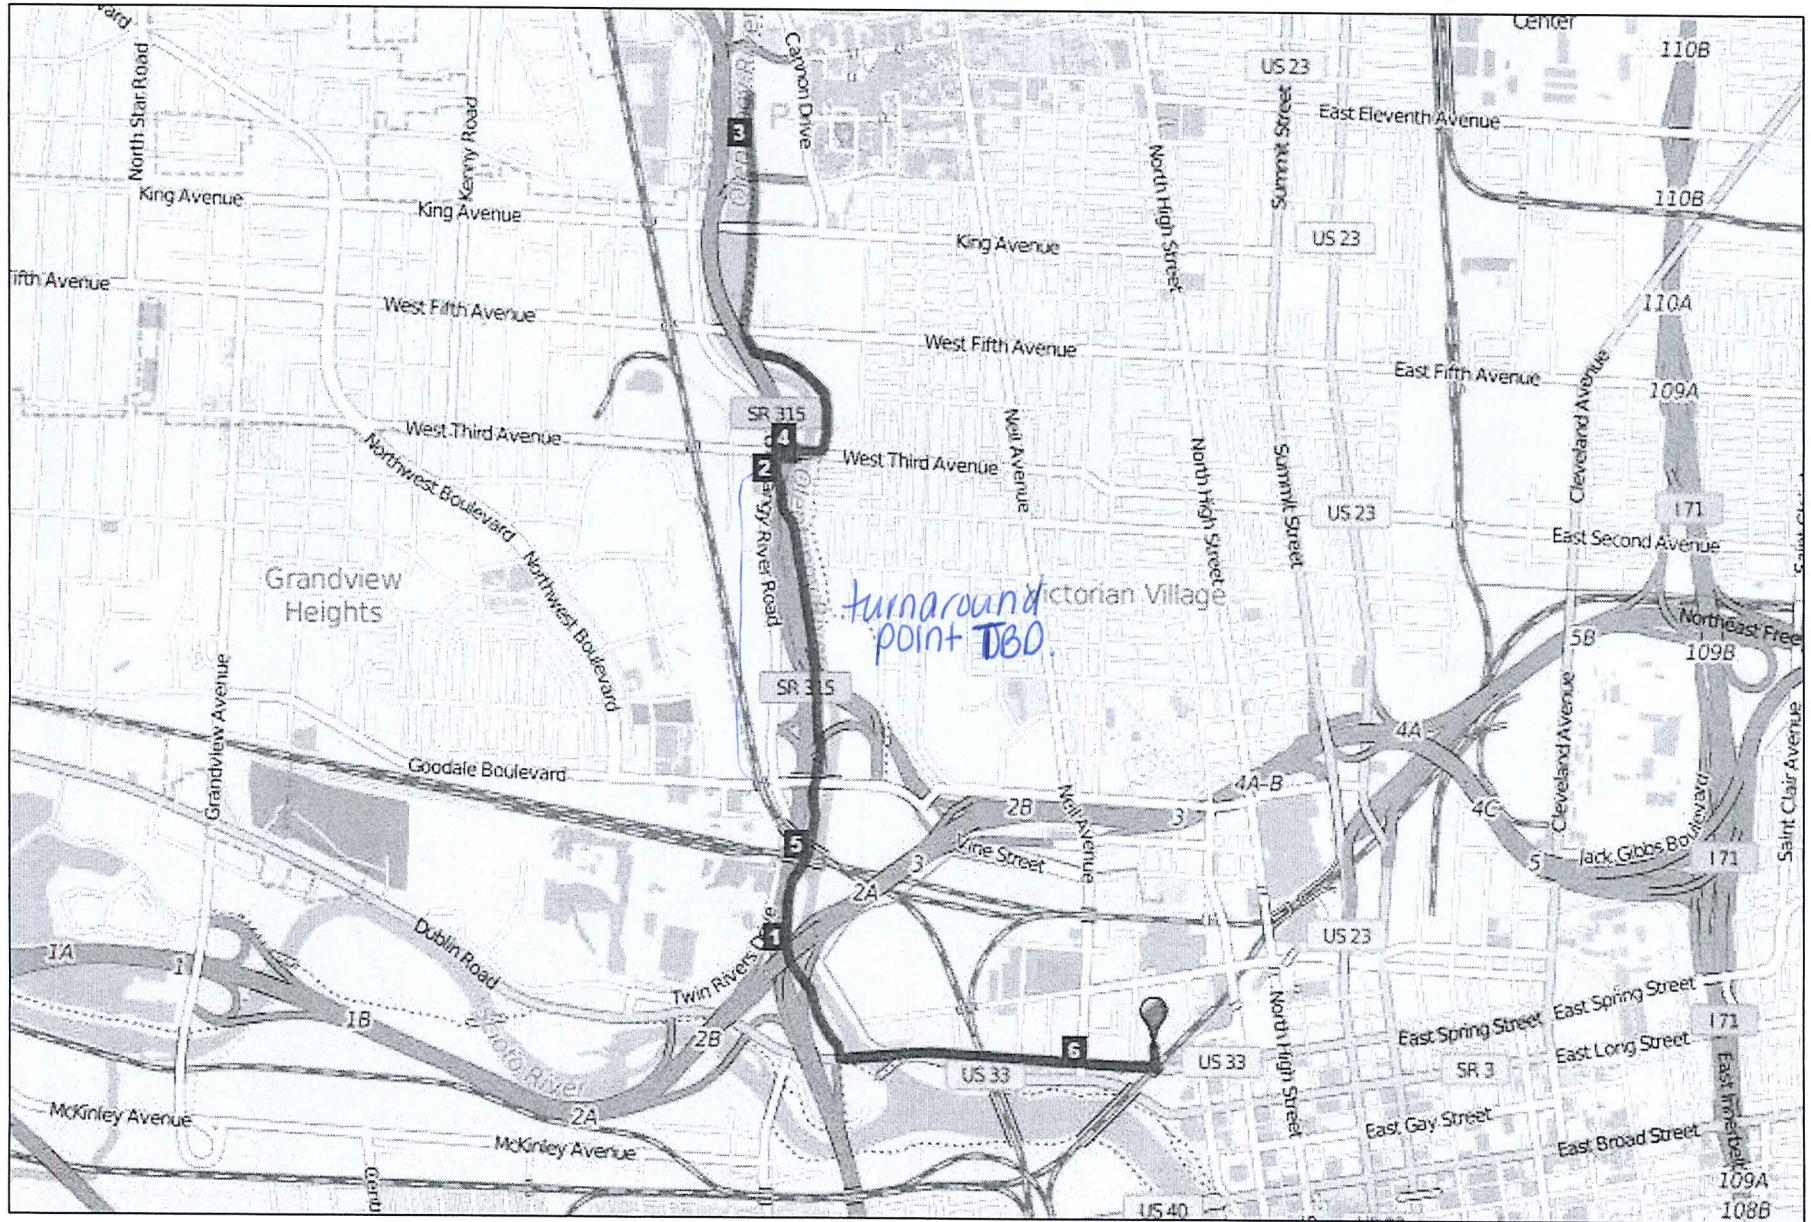 Center
110B
North Star Road
Kenny Road
Cannon Drive
3
US 23
Summit Street
East Eleventh Avenue
North High Street
King Avenue
King Avenue
King Avenue
US 23
110B
ifth Avenue
West Fifth Avenue
West Fifth Avenue
East Fifth Avenue
110A
109A
Cleveland Avenue
SR 315
4
2
West Third Avenue
West Third Avenue
Northwest Boulevard
Neil Avenue
North High Street
Summit Street
US 23
I 71
East Second Avenue
River Road
Grandview
Heights
Northwest Boulevard
turnaround
point TBD.
Victorian Village
Northeast Free
5B
109B
SR 315
Grandview Avenue
Goodale Boulevard
4A
4A-B
4C
Cleveland Avenue
Saint Clair Avenue
2B
3
Neil Avenue
5
Vine Street
3
2A
5
Jack Gibbs Boulevard
I 71
1A
1
Dublin Road
Twin Rivers
1
US 23
1B
2B
Scioto River
2A
6
US 33
US 33
North High Street
East Spring Street
East Spring Street
East Long Street
SR 3
I 71
McKinley Avenue
McKinley Avenue
East Gay Street
East Broad Street
109A
108B
US 40